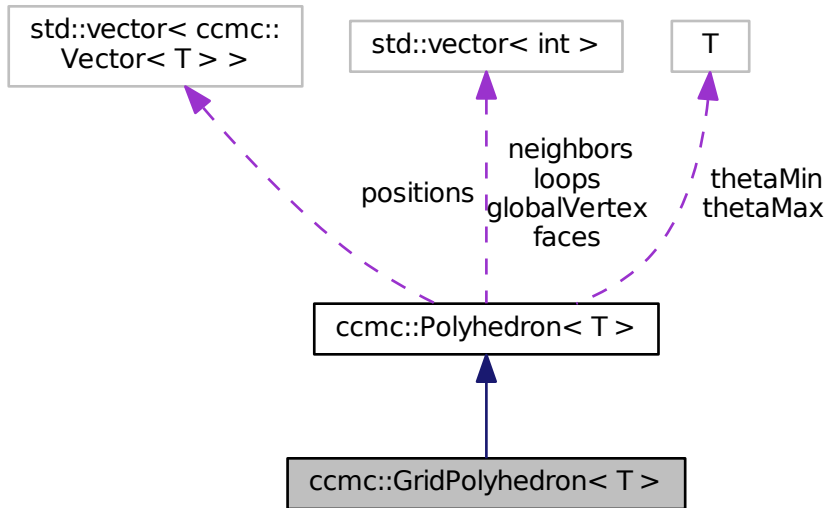 std::vector< ccmc::
Vector< T > >
std::vector< int >
T
positions
neighbors
loops
globalVertex
faces
thetaMin
thetaMax
ccmc::Polyhedron< T >
ccmc::GridPolyhedron< T >